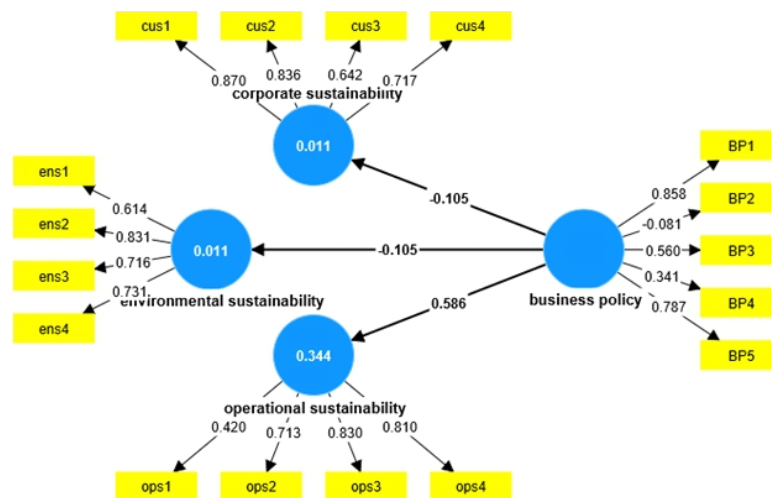 cus1 cus2 cus3 cus4
0.870 0.836 0.642 0.717
corporate sustainability
0.011
BP1
ens1
-0.105
0.858
BP2
0.614
-0.081
ens2
0.831
0.011
-0.105
0.560
BP3
0.716
ens3
0.341
0.731
0.586
BP4
environmental sustainability
business policy
0.787
ens4
0.344
BP5
operational sustainability
0.420 0.713 0.830 0.810
ops1 ops2 ops3 ops4